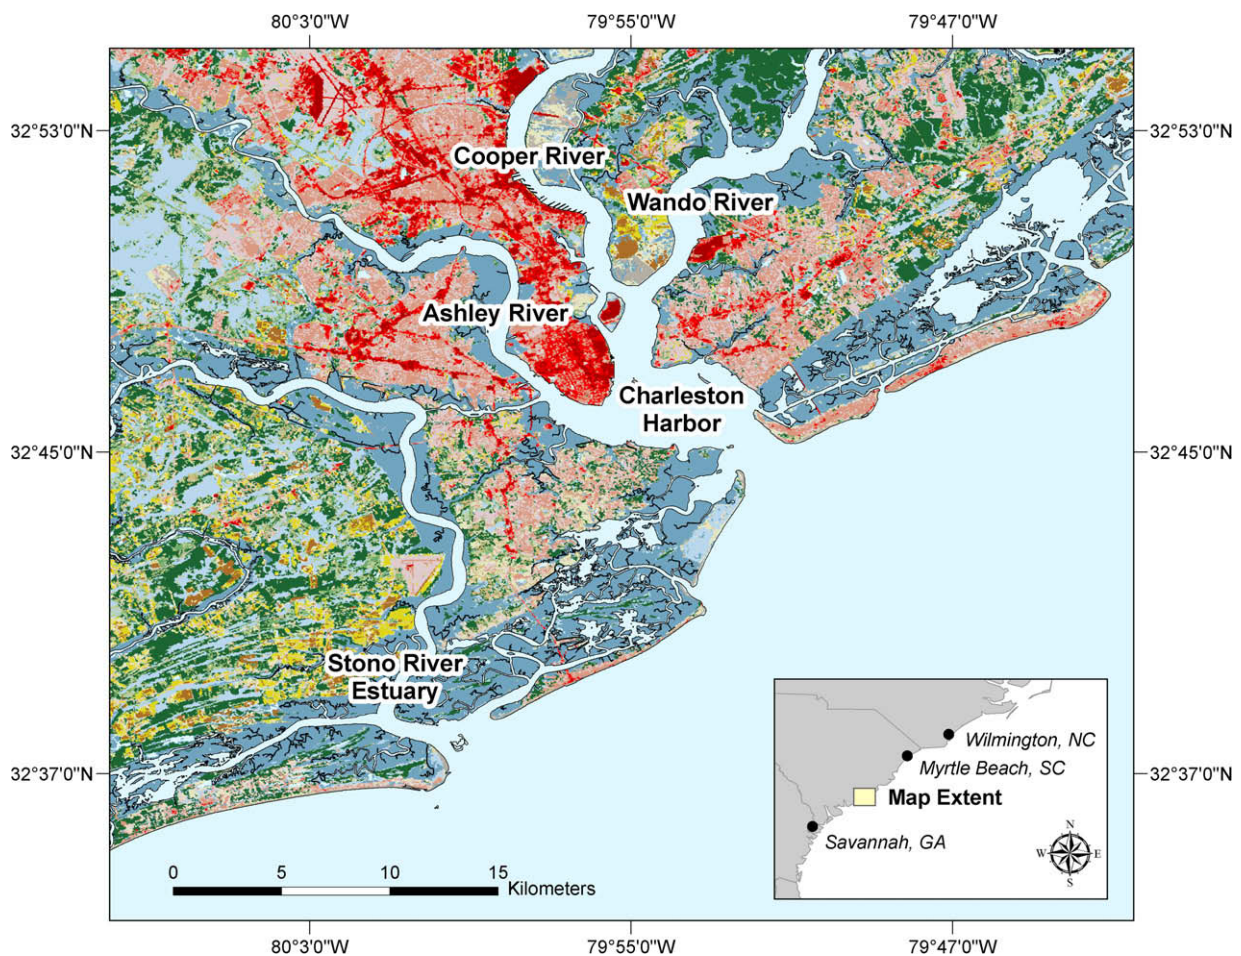 80°3'0"W
79°55'0"W
79°47'0"W
32°53'0"N
32°53'0"N
Cooper River
Wando River
Ashley River
Charleston
Harbor
32°45'0"N
32°45'0"N
Stono River
Estuary
Wilmington, NC
Myrtle Beach, SC
Map Extent
Savannah, GA
N
W
E
S
32°37'0"N
32°37'0"N
0
5
10
15
Kilometers
80°3'0"W
79°55'0"W
79°47'0"W